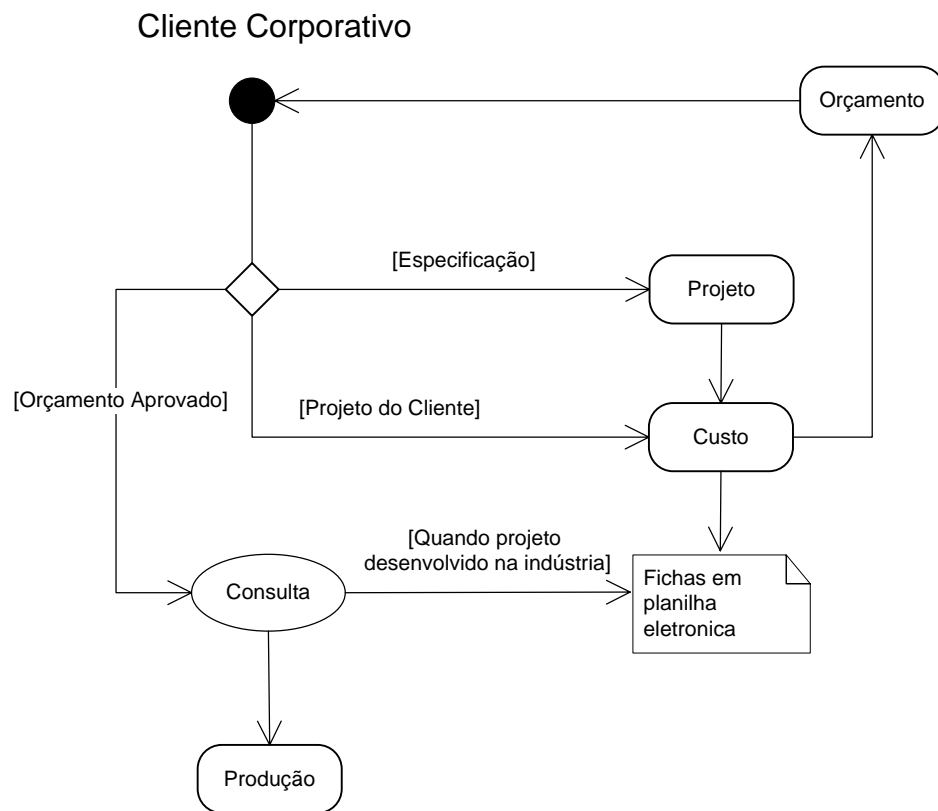 Cliente Corporativo
Orçamento
[Especificação]
Projeto
[Orçamento Aprovado]
[Projeto do Cliente]
Custo
[Quando projeto
desenvolvido na indústria]
Consulta
Fichas em
planilha
eletronica
Produção